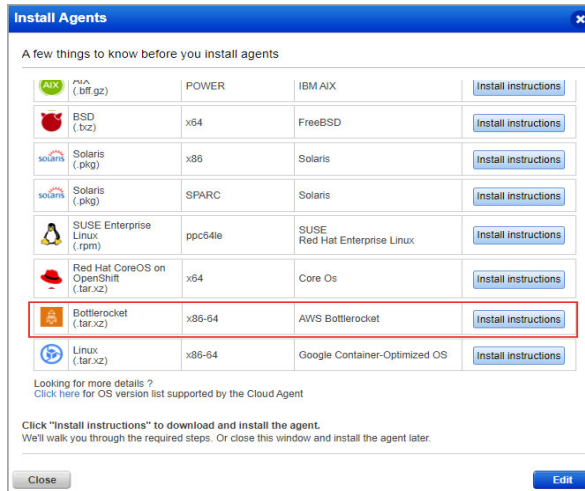 Install Agents
A few things to know before you install agents
AIX
AIX
(.bff.gz)
POWER
IBM AIX
Install instructions
BSD
(.txz)
x64
FreeBSD
Install instructions
solaris
Solaris
(.pkg)
x86
Solaris
Install instructions
solaris
Solaris
(.pkg)
SPARC
Solaris
Install instructions
SUSE Enterprise
Linux
(.rpm)
ppc64le
SUSE
Red Hat Enterprise Linux
Install instructions
Red Hat CoreOS on
OpenShift
(.tar.xz)
x64
Core Os
Install instructions
Bottlerocket
(.tar.xz)
x86-64
AWS Bottlerocket
Install instructions
Linux
(.tar.xz)
x86-64
Google Container-Optimized OS
Install instructions
Looking for more details ?
Click here for OS version list supported by the Cloud Agent
Click "Install instructions" to download and install the agent.
We'll walk you through the required steps. Or close this window and install the agent later.
Close
Edit